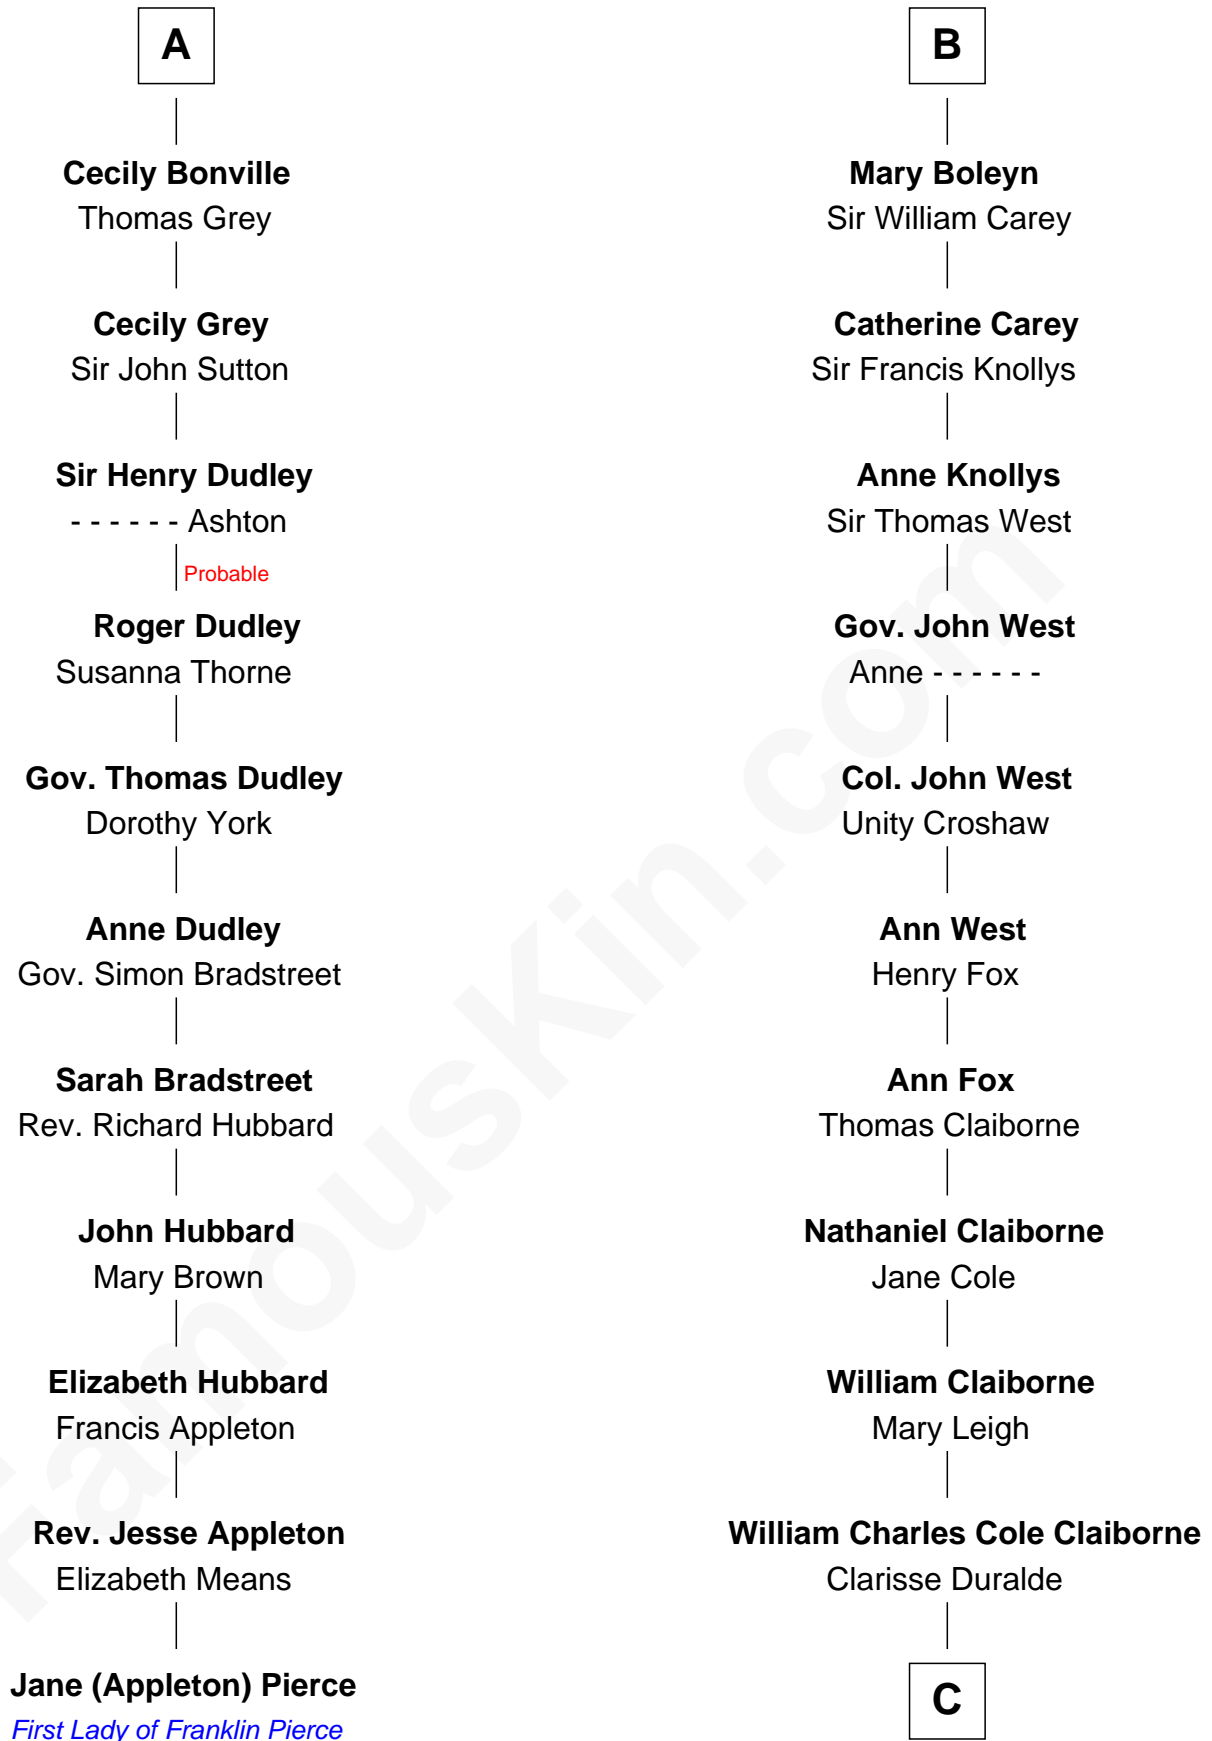 A
Cecily Bonville
Thomas Grey
Cecily Grey
Sir John Sutton
Sir Henry Dudley
- - - - - - Ashton
Probable
Roger Dudley
Susanna Thorne
Gov. Thomas Dudley
Dorothy York
Anne Dudley
Gov. Simon Bradstreet
Sarah Bradstreet
Rev. Richard Hubbard
John Hubbard
Mary Brown
Elizabeth Hubbard
Francis Appleton
Rev. Jesse Appleton
Elizabeth Means
Jane (Appleton) Pierce
First Lady of Franklin Pierce
B
Mary Boleyn
Sir William Carey
Catherine Carey
Sir Francis Knollys
Anne Knollys
Sir Thomas West
Gov. John West
Anne - - - - - -
Col. John West
Unity Croshaw
Ann West
Henry Fox
Ann Fox
Thomas Claiborne
Nathaniel Claiborne
Jane Cole
William Claiborne
Mary Leigh
William Charles Cole Claiborne
Clarisse Duralde
C
FamousKin.com